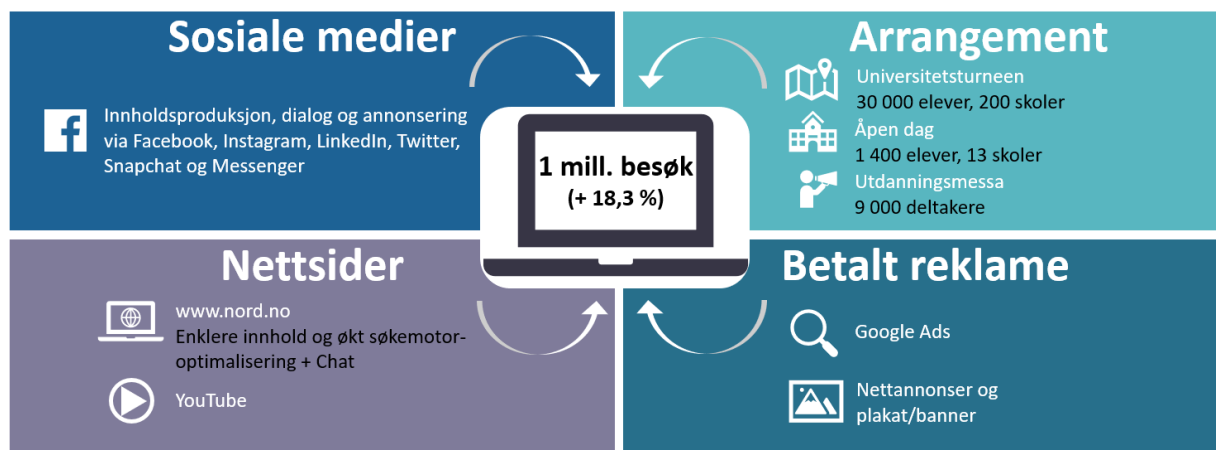 Sosiale medier
Innholdsproduksjon, dialog og annonsering
via Facebook, Instagram, LinkedIn, Twitter,
Snapchat og Messenger
Arrangement
Universitetsturneen
30 000 elever, 200 skoler
Åpen dag
1 400 elever, 13 skoler
Utdanningsmessa
9 000 deltakere
1 mill. besøk
(+ 18,3 %)
Nettsider
www.nord.no
Enklere innhold og økt søkemotor-
optimalisering + Chat
YouTube
Betalt reklame
Google Ads
Nettannonser og
plakat/banner